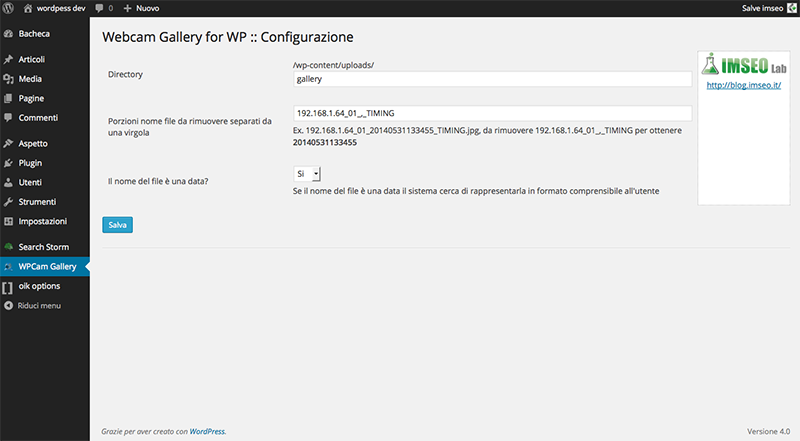 wordpess dev
0
Nuovo
Salve imseo
Bacheca
Articoli
Media
Pagine
Commenti
Aspetto
Plugin
Utenti
Strumenti
Impostazioni
Search Storm
WPCam Gallery
oik options
Riduci menu
Webcam Gallery for WP :: Configurazione
Directory
/wp-content/uploads/
gallery
Porzioni nome file da rimuovere separati da
una virgola
192.168.1.64_01_,_TIMING
Ex. 192.168.1.64_01_20140531133455_TIMING.jpg, da rimuovere 192.168.1.64_01_,_TIMING per ottenere
20140531133455
Il nome del file è una data?
Si
Se il nome del file è una data il sistema cerca di rappresentarla in formato comprensibile all'utente
Salva
IMSEO Lab
http://blog.imseo.it/
Grazie per aver creato con WordPress.
Versione 4.0